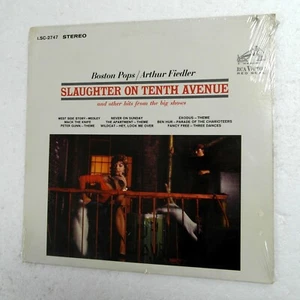 LSC-2747 STEREO
RCA VICTOR
RED SEAL
Boston Pops/Arthur Fiedler
SLAUGHTER ON TENTH AVENUE
and other hits from the big shows
WEST SIDE STORY—MEDLEY NEVER ON SUNDAY EXODUS—THEME
MACK THE KNIFE THE APARTMENT—THEME BEN HUR—PARADE OF THE CHARIOTEERS
PETER GUNN—THEME WILDCAT—HEY, LOOK ME OVER FANCY FREE—THREE DANCES